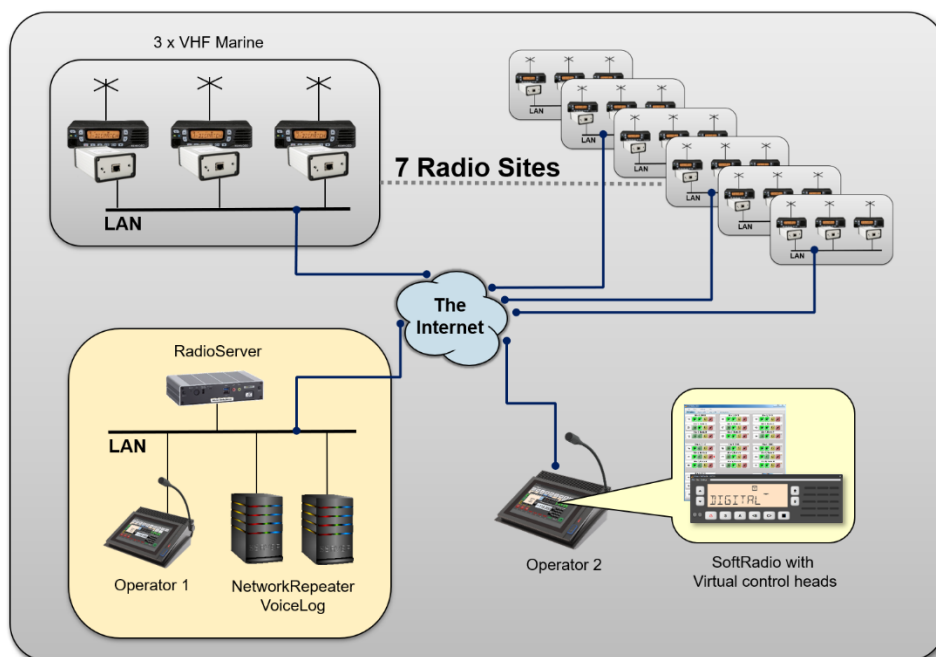 3 x VHF Marine
LAN
7 Radio Sites
LAN
LAN
LAN
LAN
LAN
LAN
The
Internet
RadioServer
LAN
Operator 1
NetworkRepeater
VoiceLog
Operator 2
DIGITAL
SoftRadio with
Virtual control heads